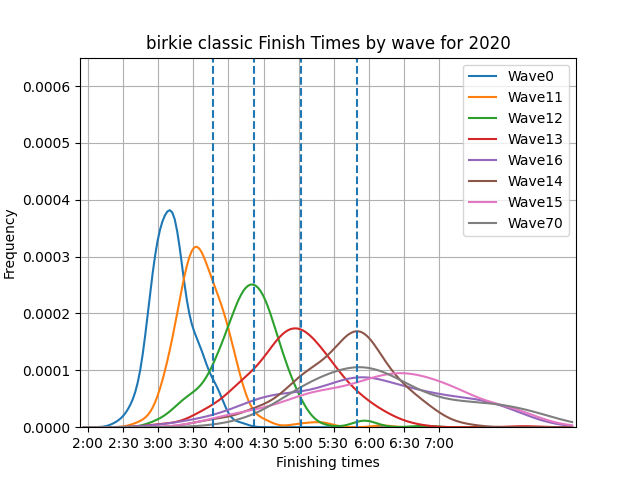 birkie classic Finish Times by wave for 2020
Frequency
0.0006
0.0005
0.0004
0.0003
0.0002
0.0001
0.0000
Wave0
Wave11
Wave12
Wave13
Wave16
Wave14
Wave15
Wave70
2:00 2:30 3:00 3:30 4:00 4:30 5:00 5:30 6:00 6:30 7:00
Finishing times